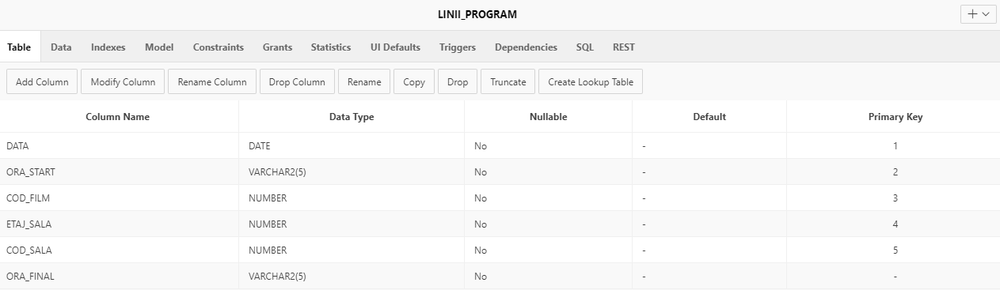 LINII_PROGRAM
Table Data Indexes Model Constraints Grants Statistics UI Defaults Triggers Dependencies SQL REST
Add Column Modify Column Rename Column Drop Column Rename Copy Drop Truncate Create Lookup Table
Column Name Data Type Nullable Default Primary Key
DATA DATE No - 1
ORA_START VARCHAR2(5) No - 2
COD_FILM NUMBER No - 3
ETAJ_SALA NUMBER No - 4
COD_SALA NUMBER No - 5
ORA_FINAL VARCHAR2(5) No - -